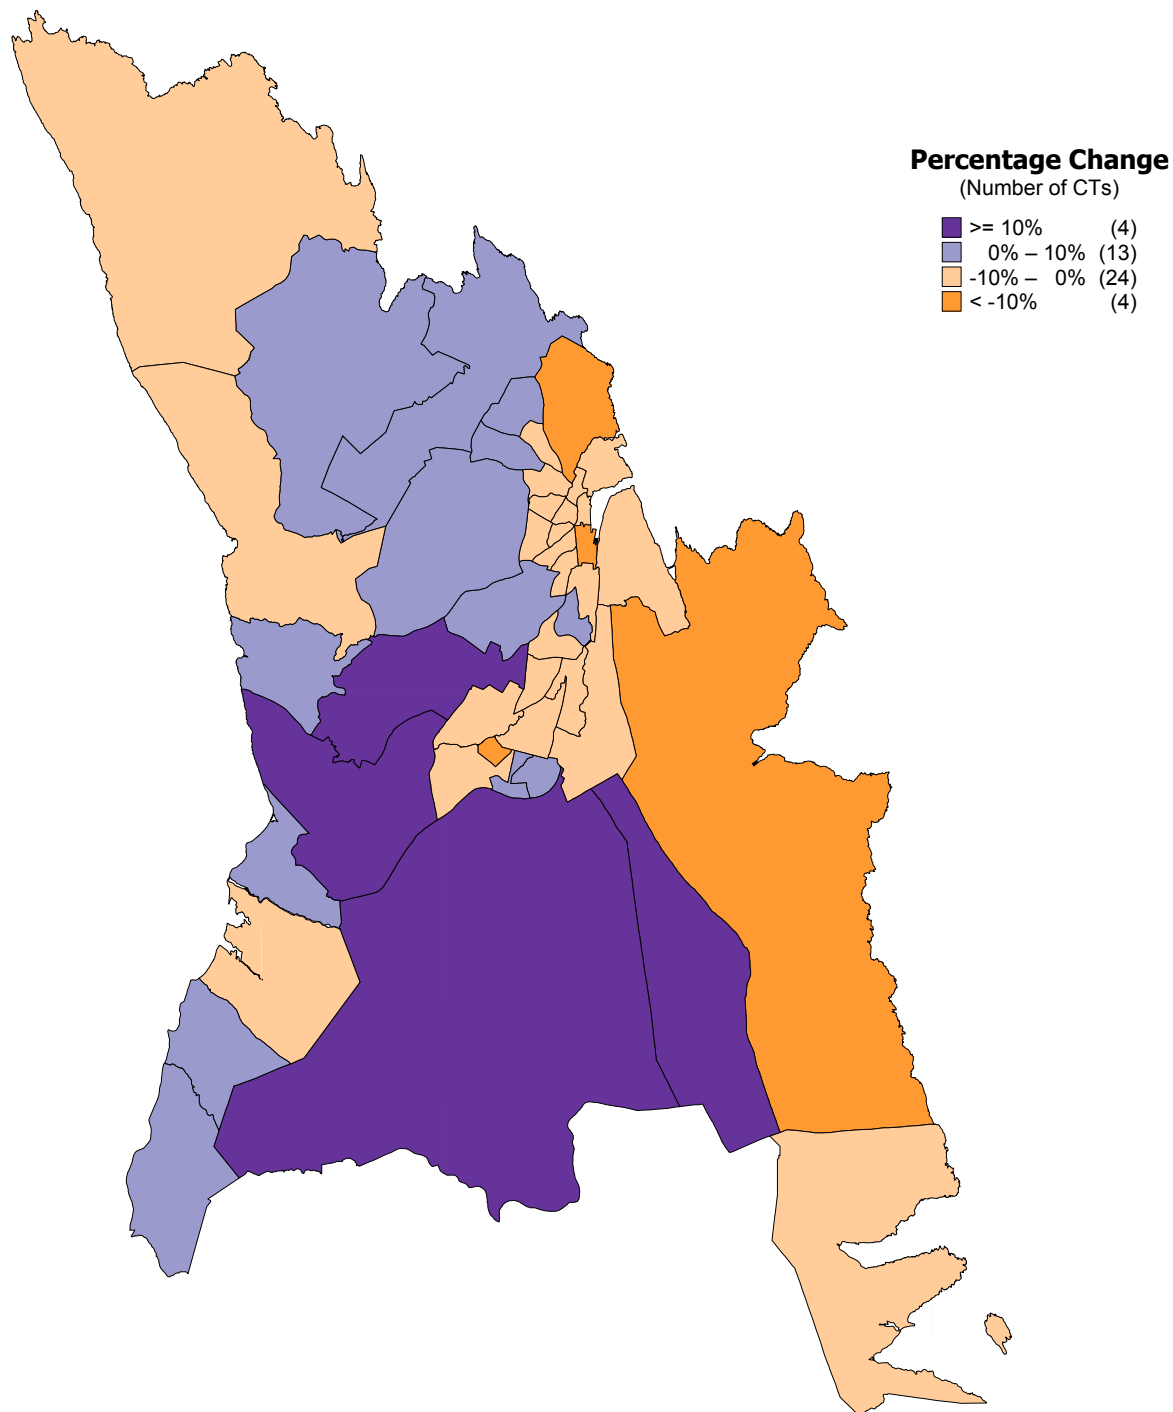 Percentage Change
(Number of CTs)
>= 10% (4)
0% – 10% (13)
-10% – 0% (24)
< -10% (4)